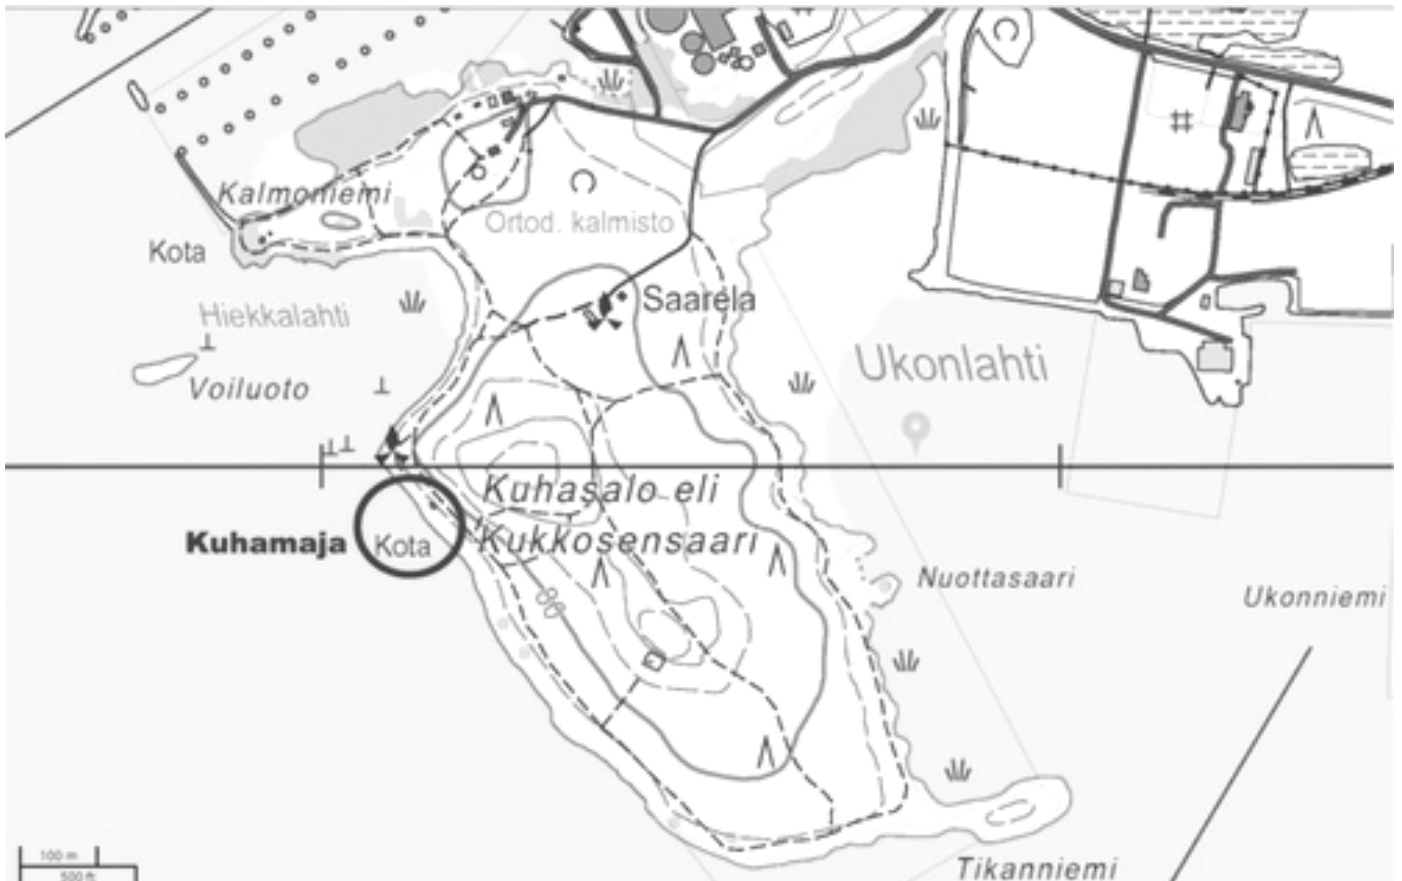 Kalmoniemi
Ortod. kalmisto
Kota
Saarela
Hiekkalahti
Ukonlahti
Voiluoto
Kuhasalo eli
Kukkosensaari
Kuhamaja
Kota
Nuottasaari
Ukonniemi
Tikanniemi
100 m
500 ft